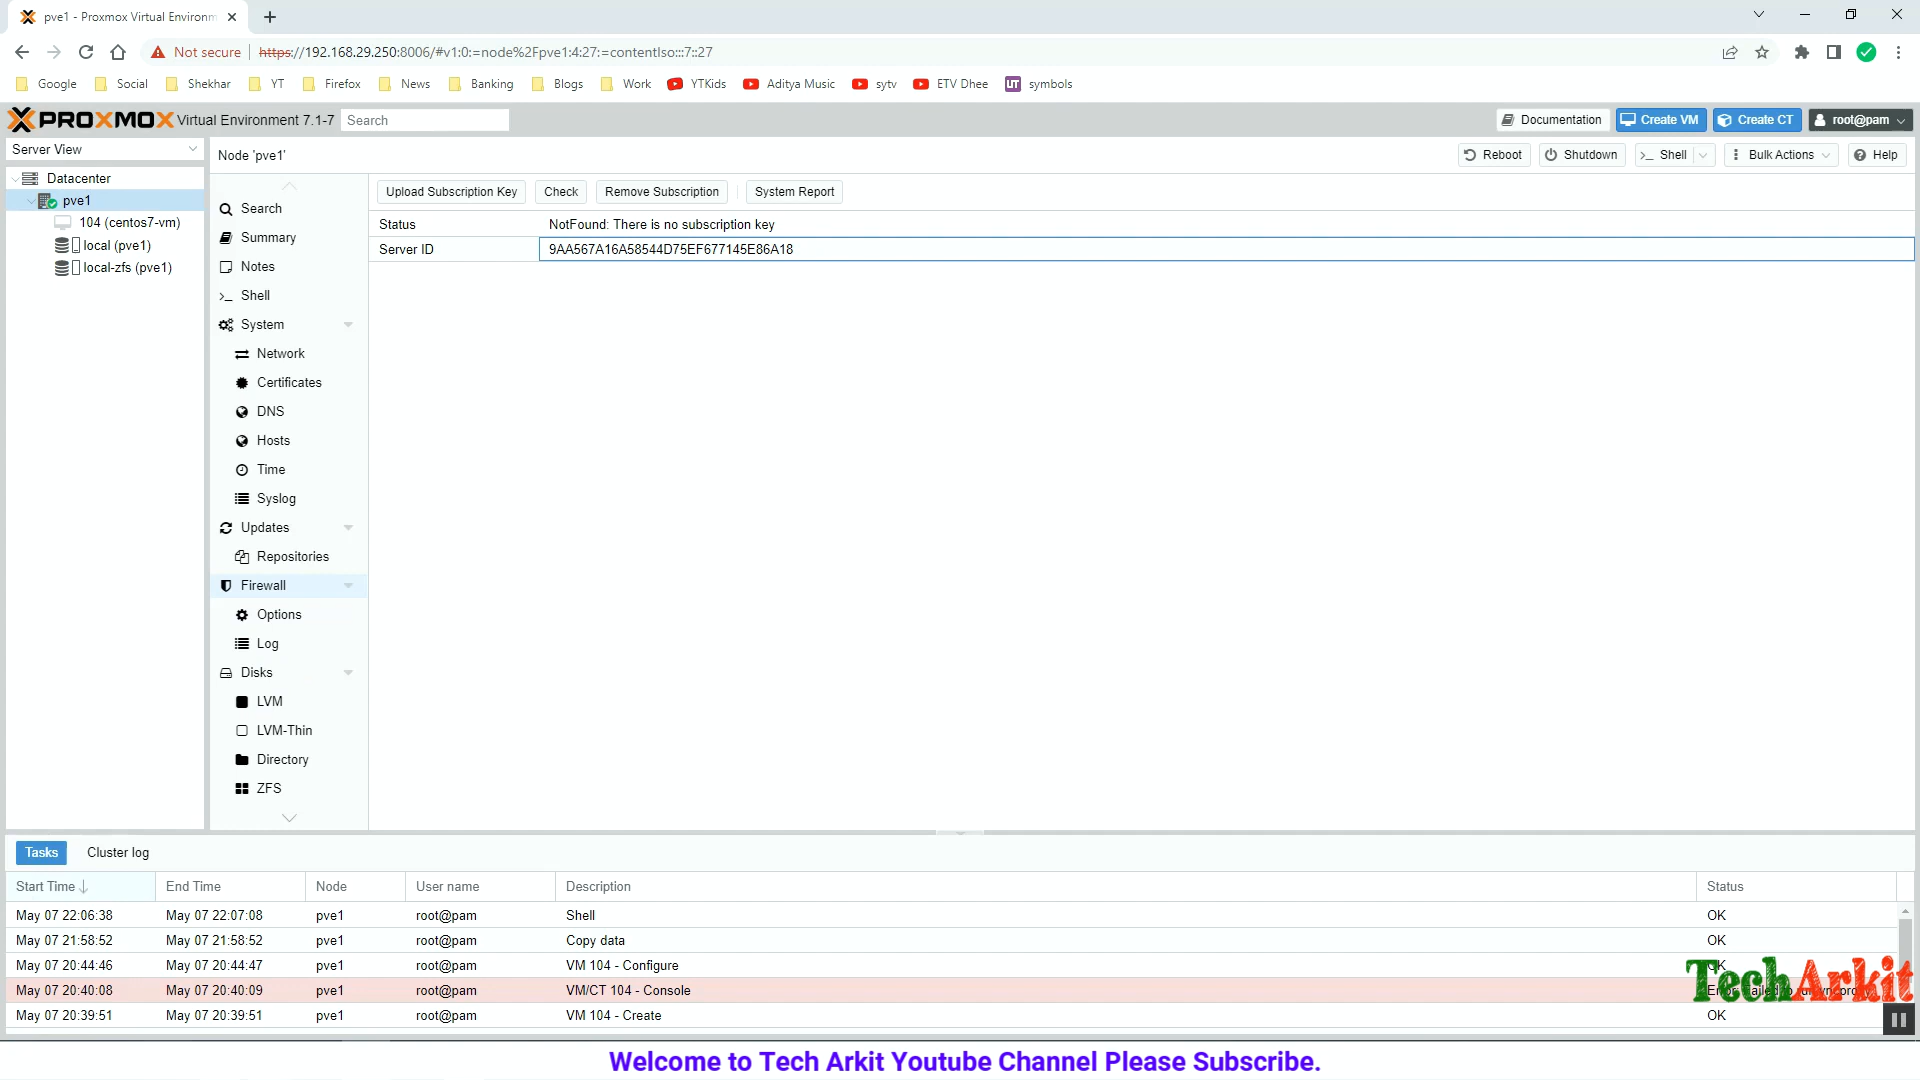 pve1 - Proxmox Virtual Environm
Not secure https://192.168.29.250:8006/#v1:0:=node%2Fpve1:4:27:=contentIso:::7::27
Google Social Shekhar YT Firefox News Banking Blogs Work YTKids Aditya Music sytv ETV Dhee UT symbols
PROXMOX Virtual Environment 7.1-7 Search Documentation Create VM Create CT root@pam
Server View
Datacenter
pve1
104 (centos7-vm)
local (pve1)
local-zfs (pve1)
Node 'pve1' Reboot Shutdown >_ Shell Bulk Actions Help
Search
Summary
Notes
>_ Shell
System
Network
Certificates
DNS
Hosts
Time
Syslog
Updates
Repositories
Firewall
Options
Log
Disks
LVM
LVM-Thin
Directory
ZFS
Upload Subscription Key Check Remove Subscription System Report
Status NotFound: There is no subscription key
Server ID 9AA567A16A58544D75EF677145E86A18
Tasks Cluster log
Start Time End Time Node User name Description Status
May 07 22:06:38 May 07 22:07:08 pve1 root@pam Shell OK
May 07 21:58:52 May 07 21:58:52 pve1 root@pam Copy data OK
May 07 20:44:46 May 07 20:44:47 pve1 root@pam VM 104 - Configure OK
May 07 20:40:08 May 07 20:40:09 pve1 root@pam VM/CT 104 - Console
May 07 20:39:51 May 07 20:39:51 pve1 root@pam VM 104 - Create OK
TechArkit
Welcome to Tech Arkit Youtube Channel Please Subscribe.